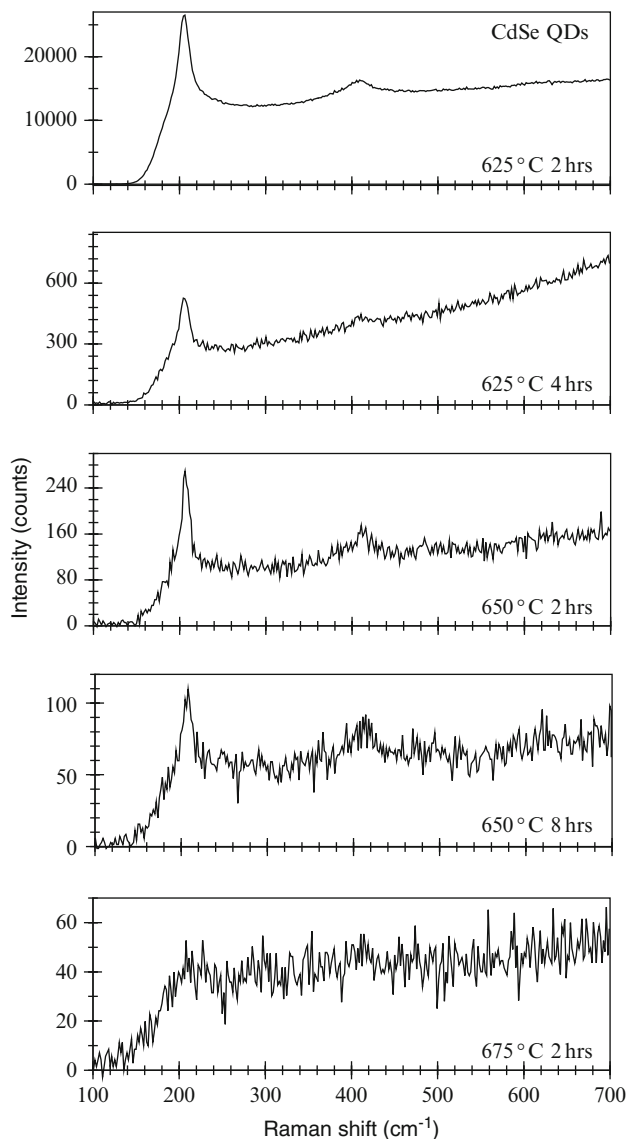 CdSe QDs
20000
10000
0
625°C 2 hrs
600
300
0
625°C 4 hrs
Intensity (counts)
240
160
80
0
650°C 2 hrs
100
50
0
650°C 8 hrs
60
40
20
0
675°C 2 hrs
100 200 300 400 500 600 700
Raman shift (cm-1)